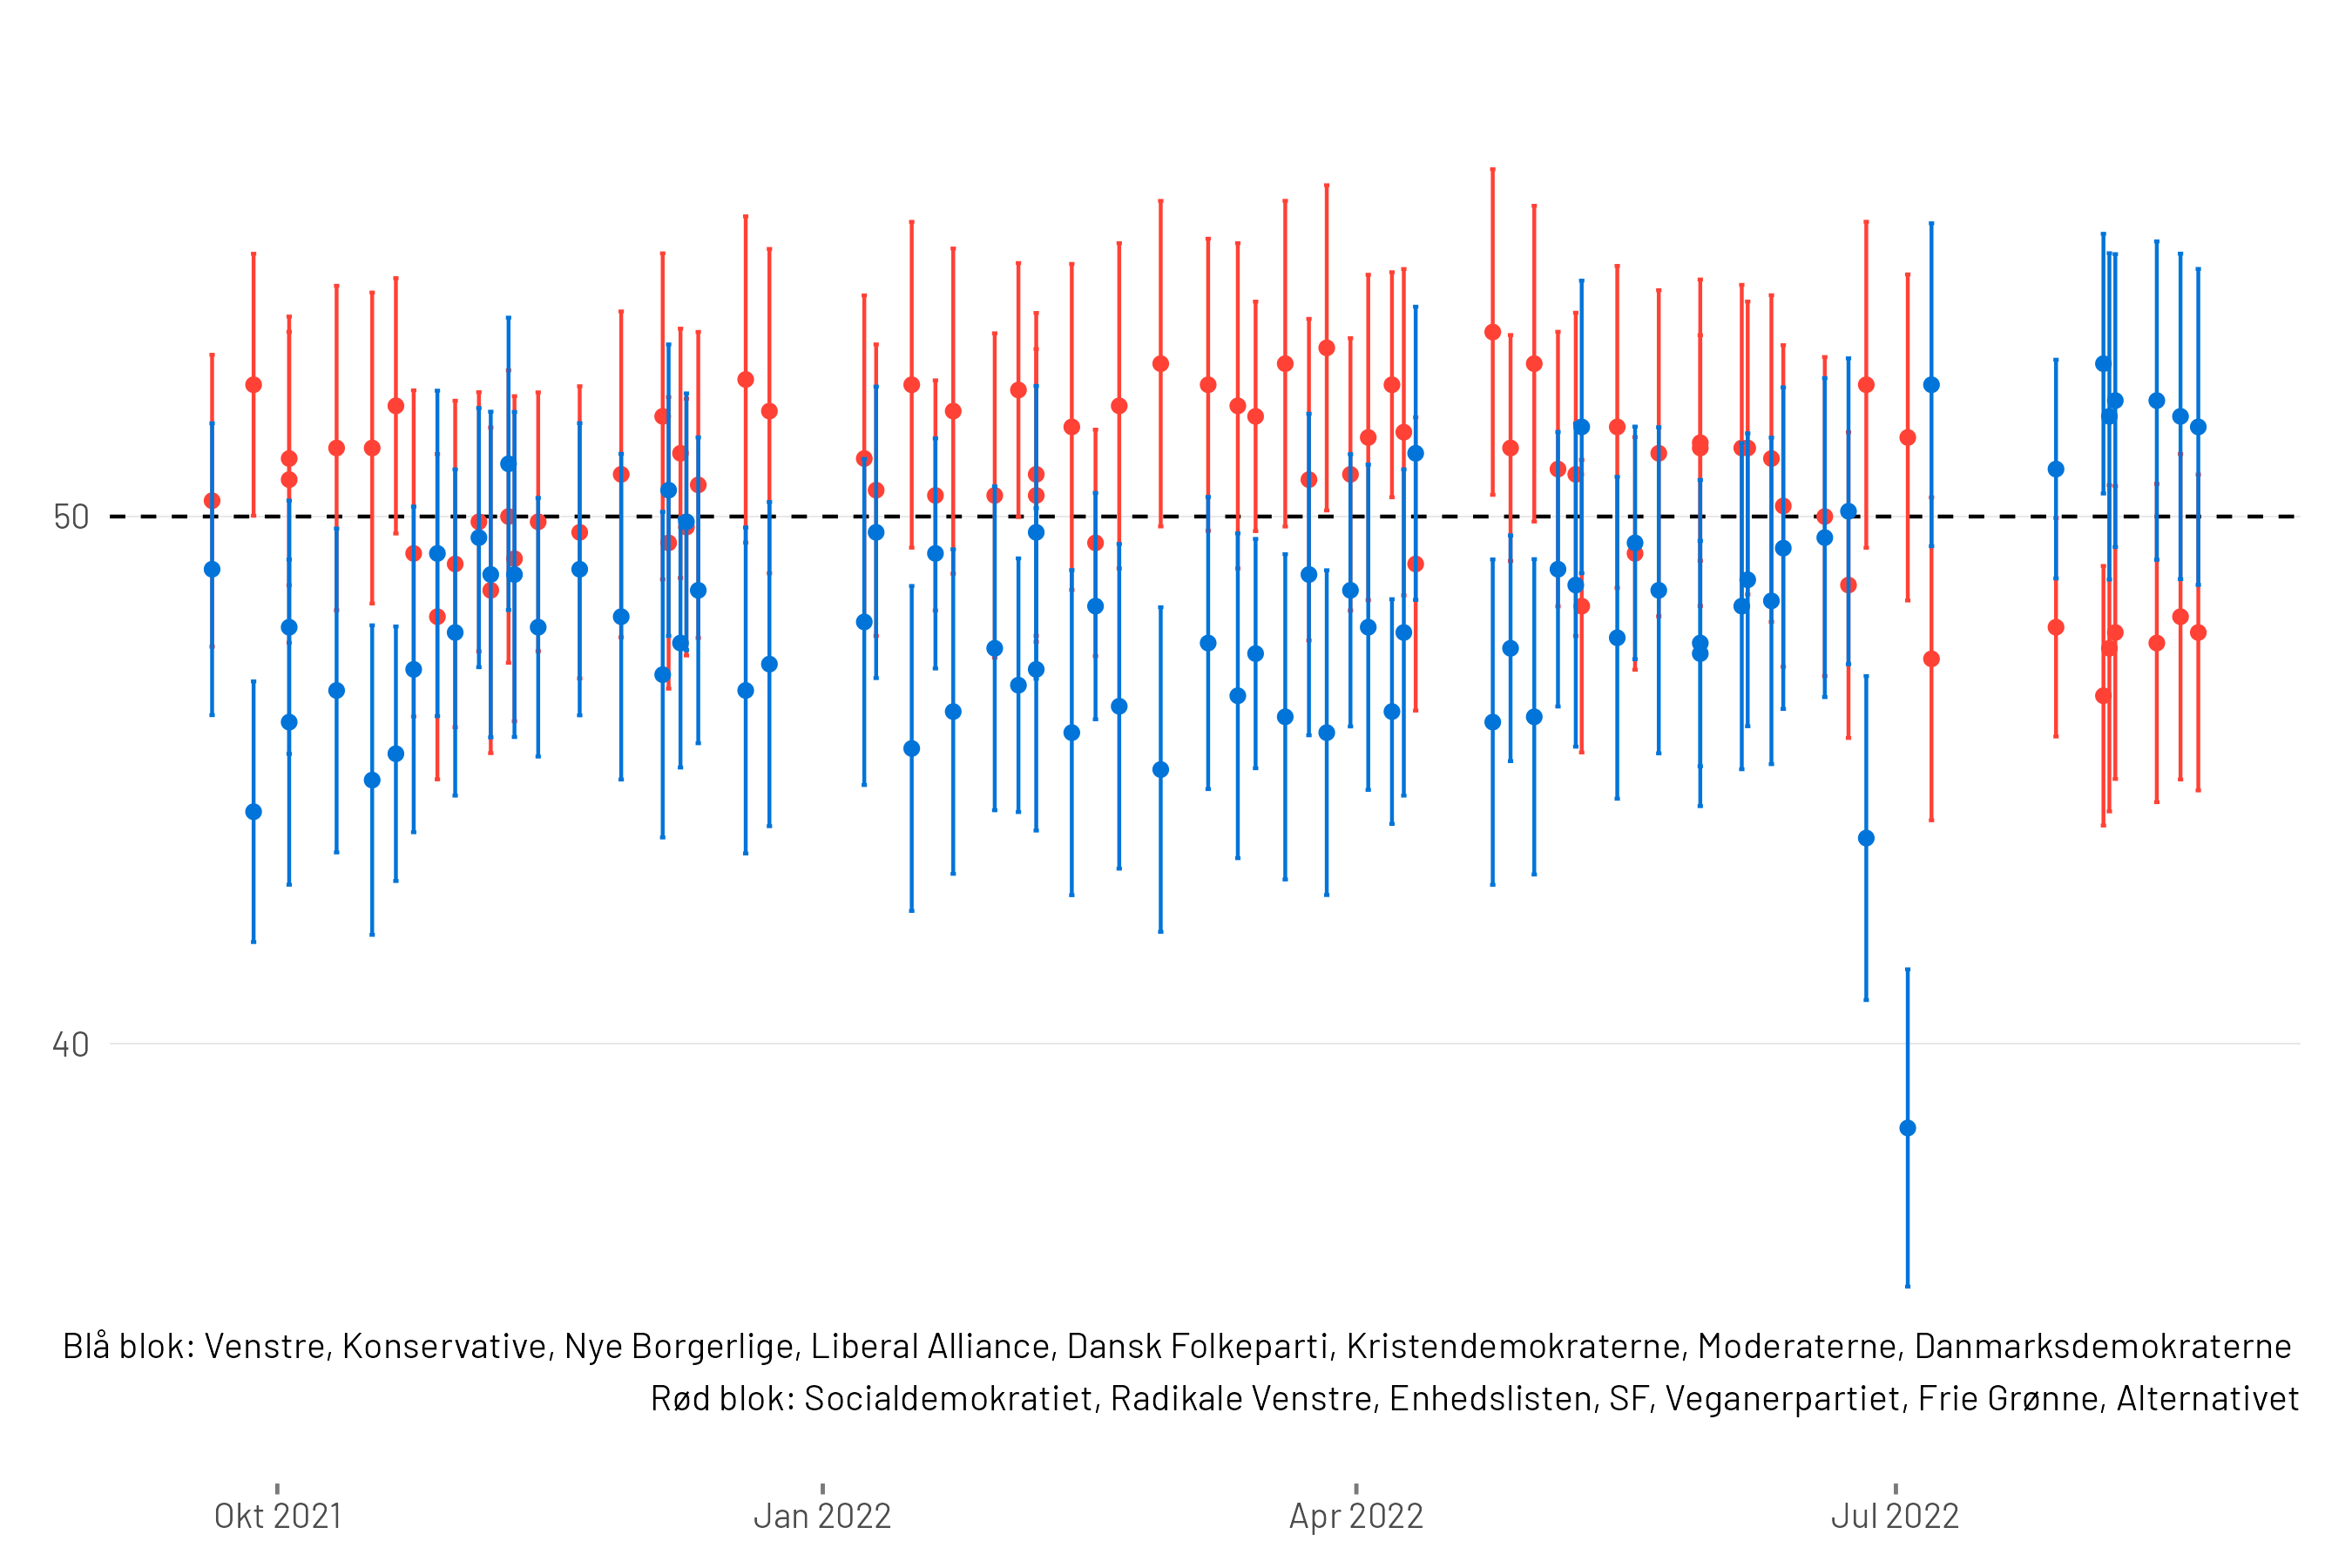 50
40
Blå blok: Venstre, Konservative, Nye Borgerlige, Liberal Alliance, Dansk Folkeparti, Kristendemokraterne, Moderaterne, Danmarksdemokraterne
Rød blok: Socialdemokratiet, Radikale Venstre, Enhedslisten, SF, Veganerpartiet, Frie Grønne, Alternativet
Okt 2021 Jan 2022 Apr 2022 Jul 2022